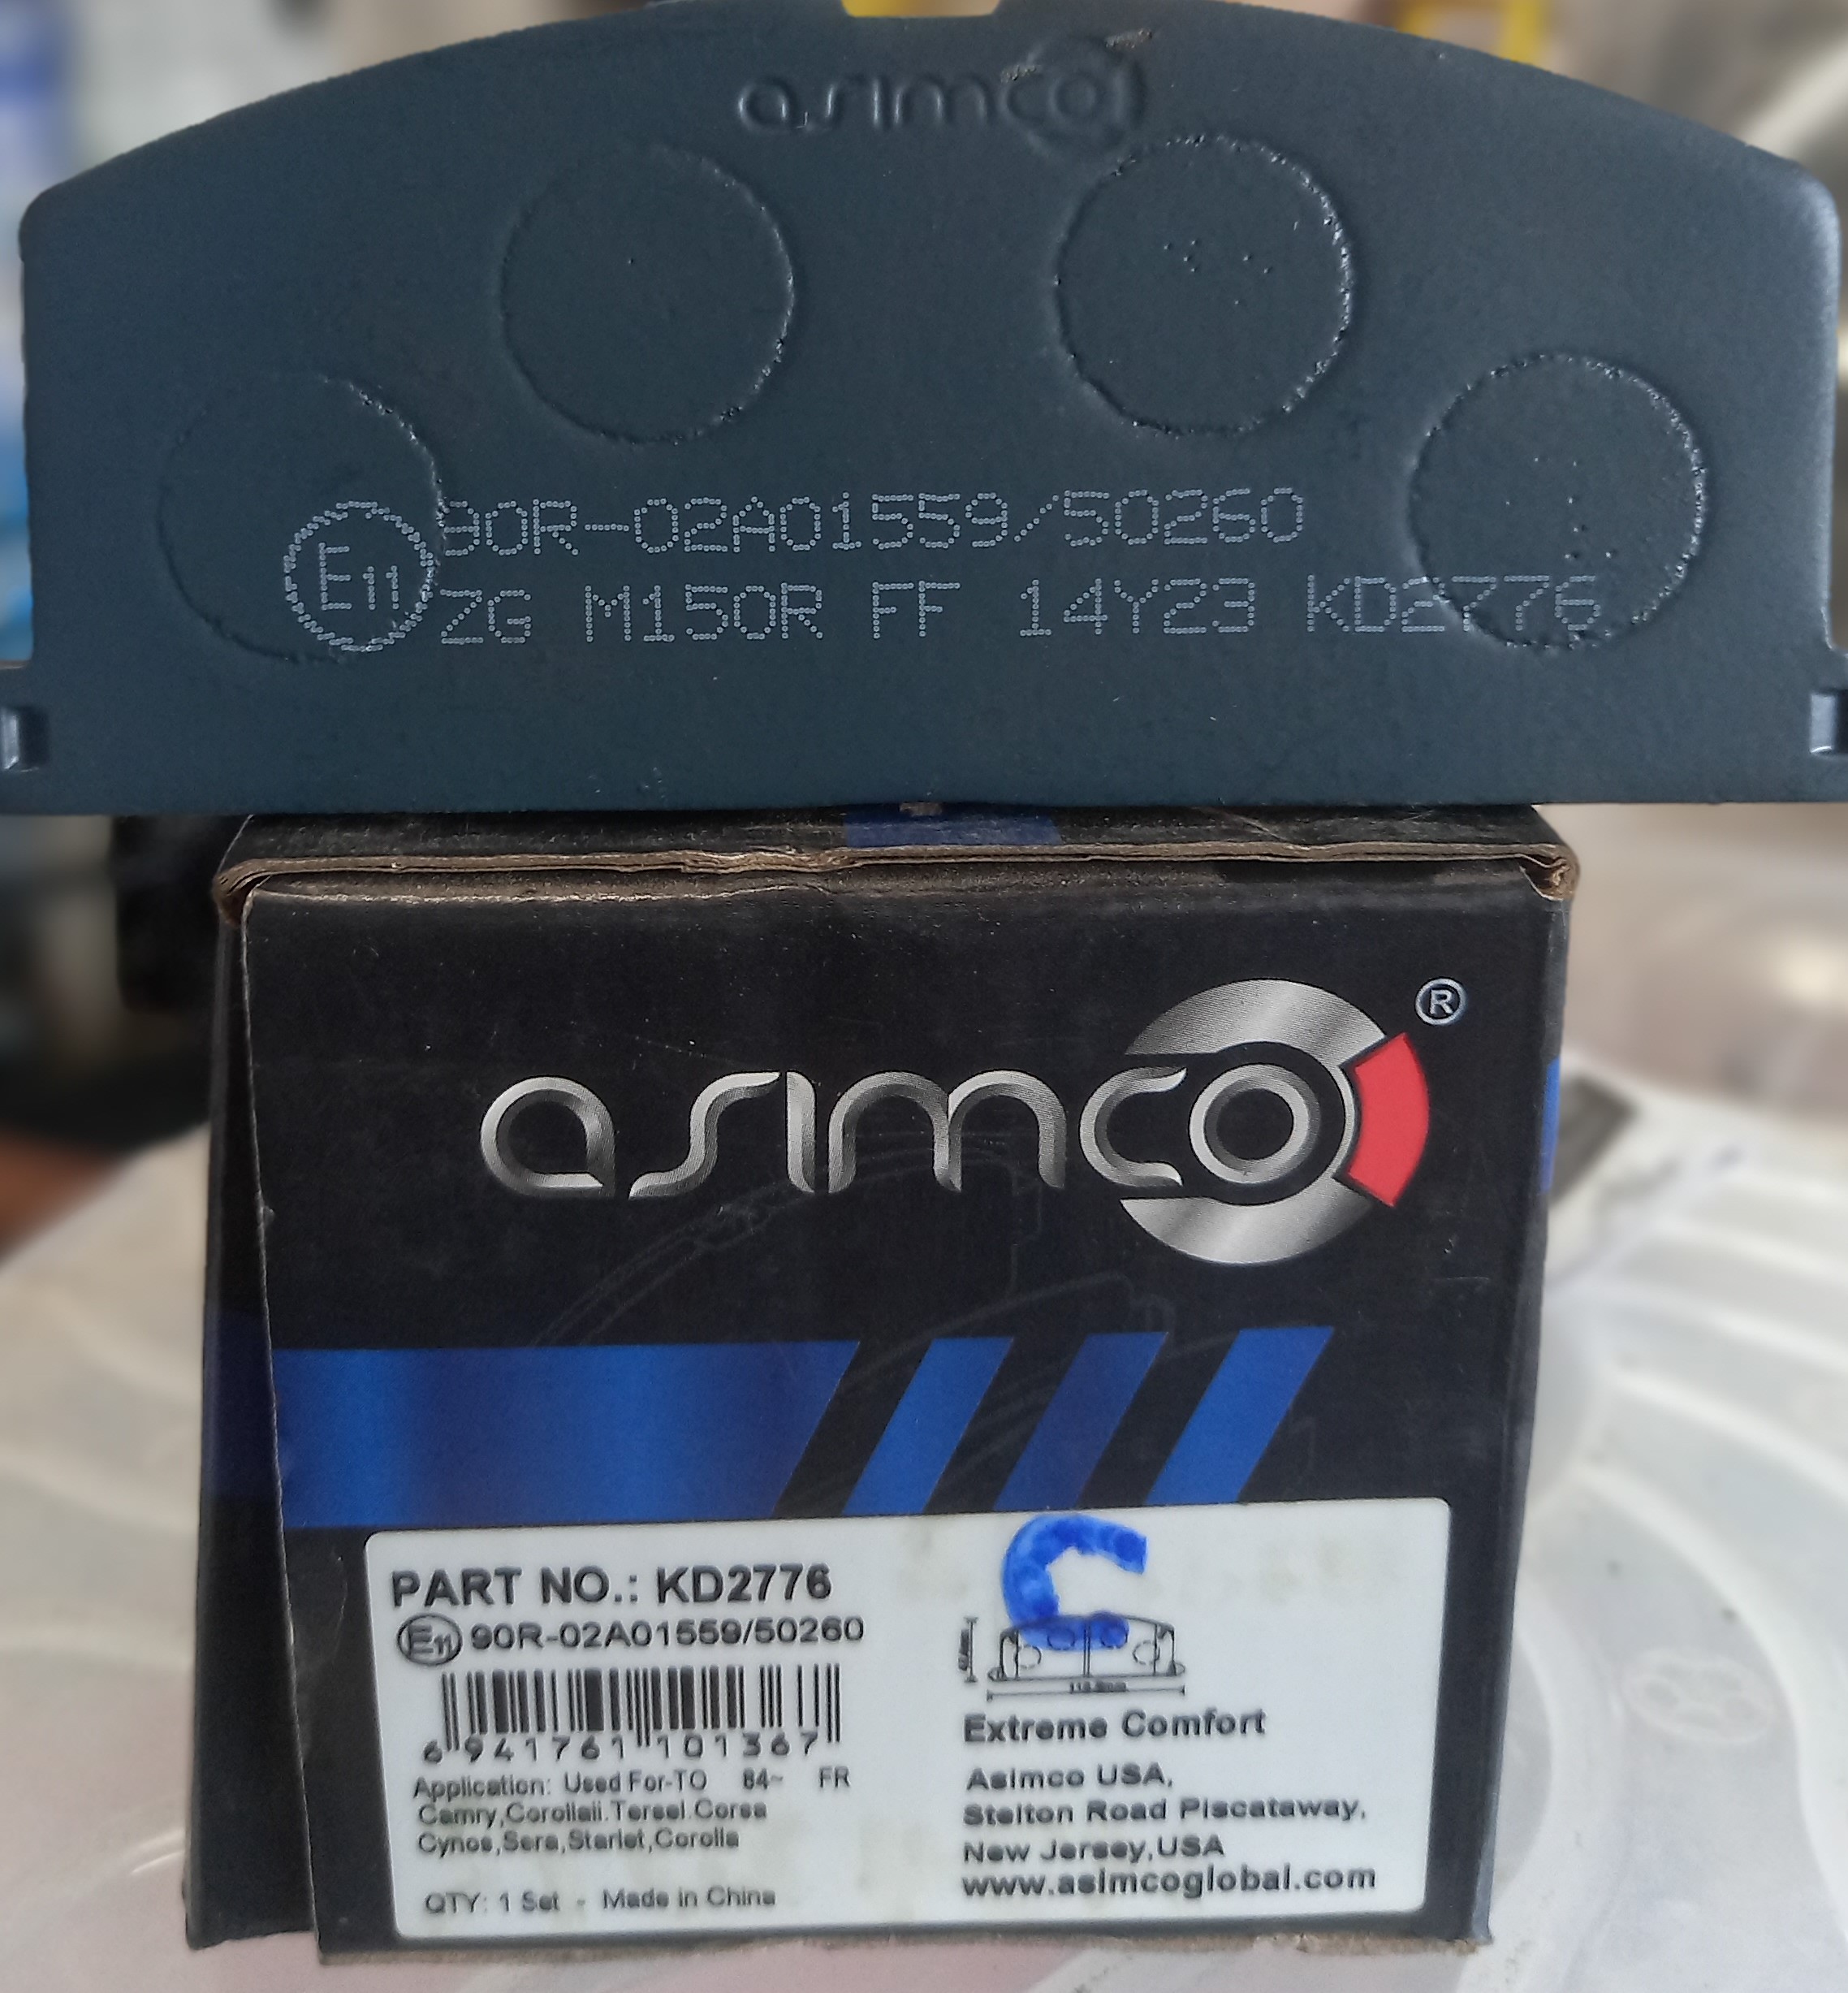 asimco
90R-02A01559/50260
E11
ZG M150R FF 14Y23 KD2776
asimco ®
PART NO.: KD2776
E11 90R-02A01559/50260
6 941761 101367
Application: Used For-TO 84~ FR
Camry,Corollaii.Tersel.Corsa
Cynos,Sera,Starlet,Corolla
QTY: 1 Set - Made in China
C
Extreme Comfort
Asimco USA,
Stelton Road Piscataway,
New Jersey,USA
www.asimcoglobal.com